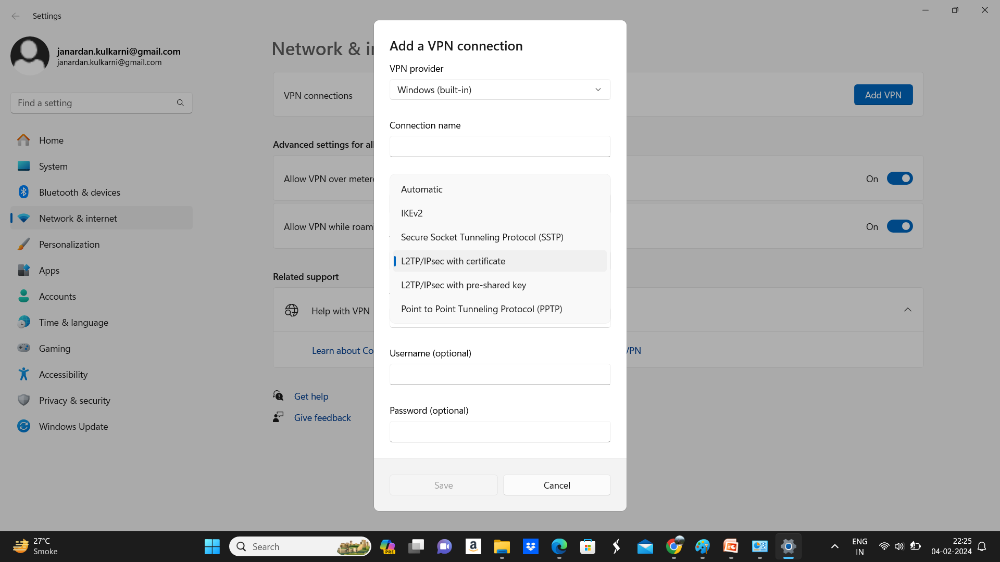 Settings
janardan.kulkarni@gmail.com
janardan.kulkarni@gmail.com
Find a setting
Home
System
Bluetooth & devices
Network & internet
Personalization
Apps
Accounts
Time & language
Gaming
Accessibility
Privacy & security
Windows Update
Network & i
VPN connections
Add VPN
Advanced settings for all
Allow VPN over metere
On
Allow VPN while roami
On
Related support
Help with VPN
Learn about Co
VPN
Get help
Give feedback
Add a VPN connection
VPN provider
Windows (built-in)
Connection name
Automatic
IKEv2
Secure Socket Tunneling Protocol (SSTP)
L2TP/IPsec with certificate
L2TP/IPsec with pre-shared key
Point to Point Tunneling Protocol (PPTP)
Username (optional)
Password (optional)
Save
Cancel
27°C
Smoke
Search
PRE
a
ENG
IN
22:25
04-02-2024